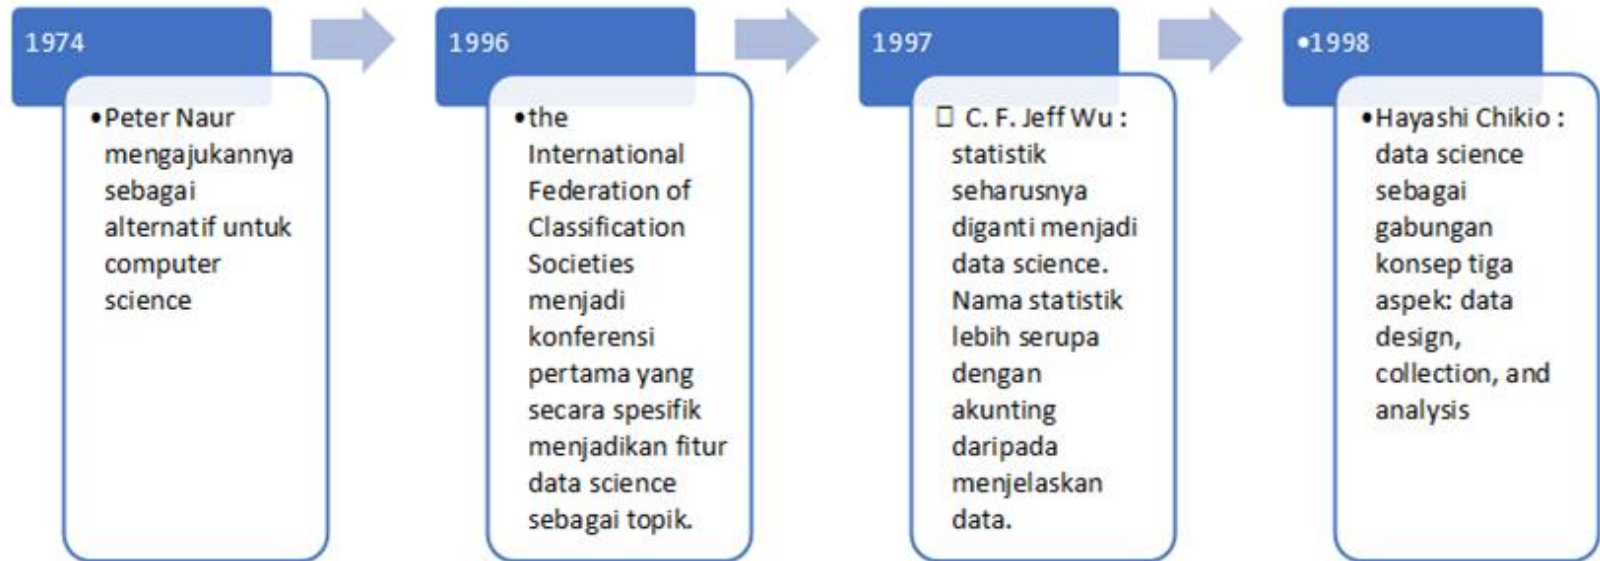 1974
•Peter Naur
mengajukannya
sebagai
alternatif untuk
computer
science
1996
•the
International
Federation of
Classification
Societies
menjadi
konferensi
pertama yang
secara spesifik
menjadikan fitur
data science
sebagai topik.
1997
□ C. F. Jeff Wu :
statistik
seharusnya
diganti menjadi
data science.
Nama statistik
lebih serupa
dengan
akunting
daripada
menjelaskan
data.
•1998
•Hayashi Chikio :
data science
sebagai
gabungan
konsep tiga
aspek: data
design,
collection, and
analysis